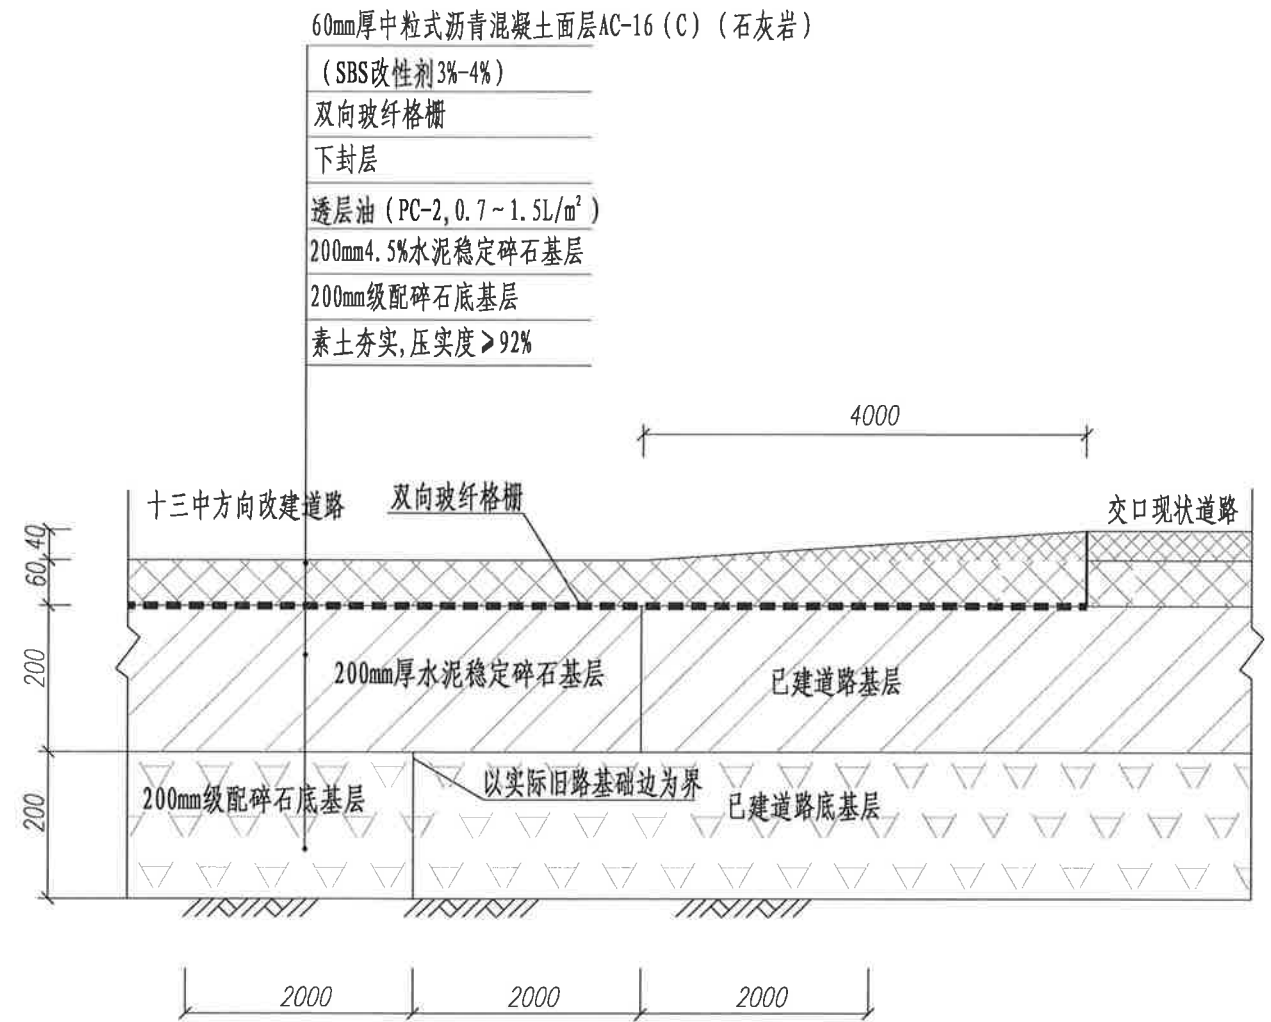 60mm厚中粒式沥青混凝土面层AC-16(C)(石灰岩)
(SBS改性剂3%-4%)
双向玻纤格栅
下封层
透层油(PC-2,0.7~1.5L/m²)
200mm4.5%水泥稳定碎石基层
200mm级配碎石底基层
素土夯实,压实度≥92%
4000
十三中方向改建道路
双向玻纤格栅
交口现状道路
40
60
200
200mm厚水泥稳定碎石基层
已建道路基层
200
200mm级配碎石底基层
以实际旧路基础边为界
已建道路底基层
2000
2000
2000